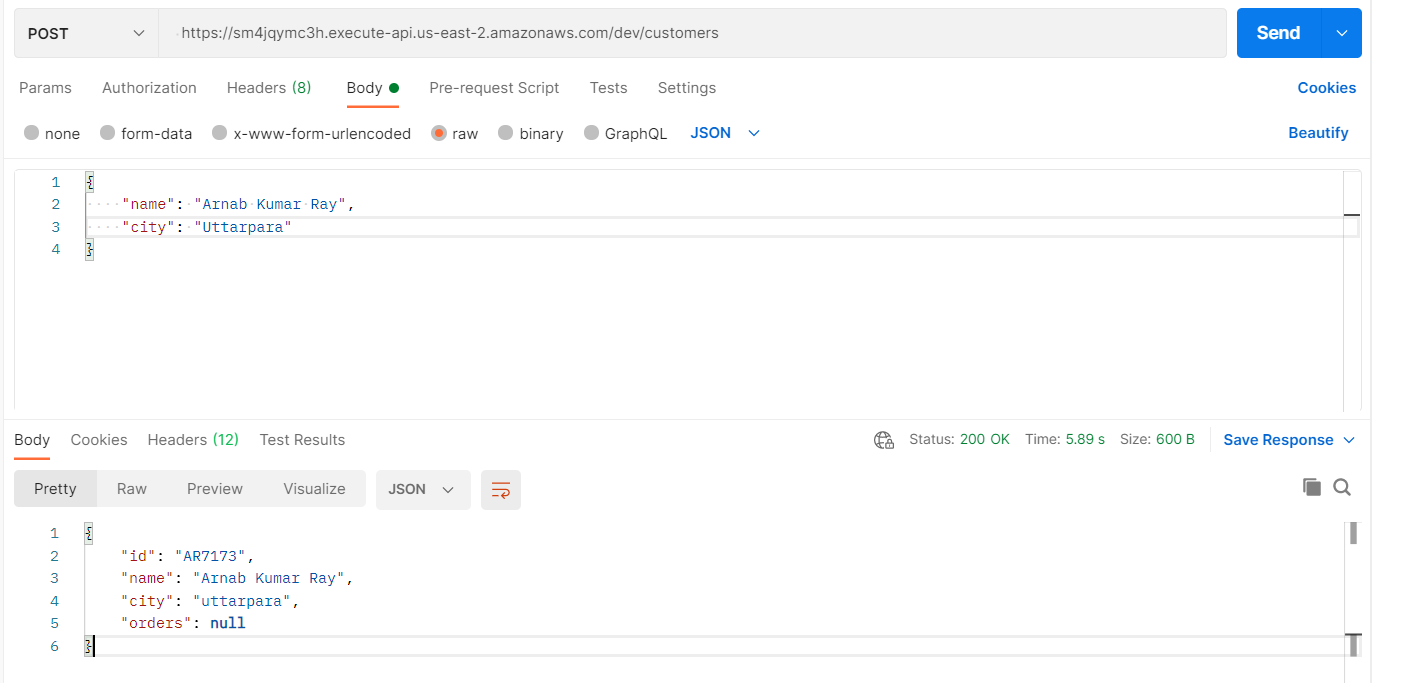 POST https://sm4jqymc3h.execute-api.us-east-2.amazonaws.com/dev/customers Send
Params Authorization Headers (8) Body Pre-request Script Tests Settings Cookies
none form-data x-www-form-urlencoded raw binary GraphQL JSON Beautify
1 {
2 "name": "Arnab Kumar Ray",
3 "city": "Uttarpara"
4 }
Body Cookies Headers (12) Test Results Status: 200 OK Time: 5.89 s Size: 600 B Save Response
Pretty Raw Preview Visualize JSON
1 {
2 "id": "AR7173",
3 "name": "Arnab Kumar Ray",
4 "city": "uttarpara",
5 "orders": null
6 }